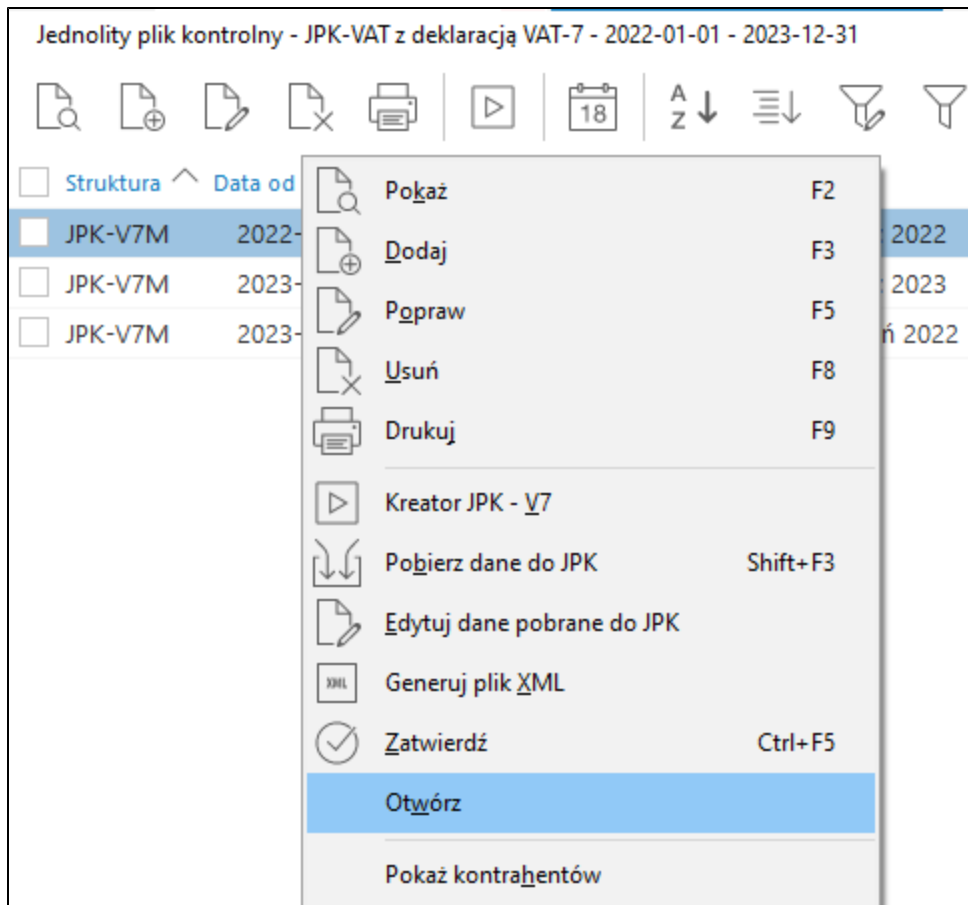 Jednolity plik kontrolny - JPK-VAT z deklaracją VAT-7 - 2022-01-01 - 2023-12-31
18 A Z
Struktura Data od
JPK-V7M 2022- 2022
JPK-V7M 2023- 2023
JPK-V7M 2023- ń 2022
Pokaż F2
Dodaj F3
Popraw F5
Usuń F8
Drukuj F9
Kreator JPK - V7
Pobierz dane do JPK Shift+F3
Edytuj dane pobrane do JPK
XML Generuj plik XML
Zatwierdź Ctrl+F5
Otwórz
Pokaż kontrahentów